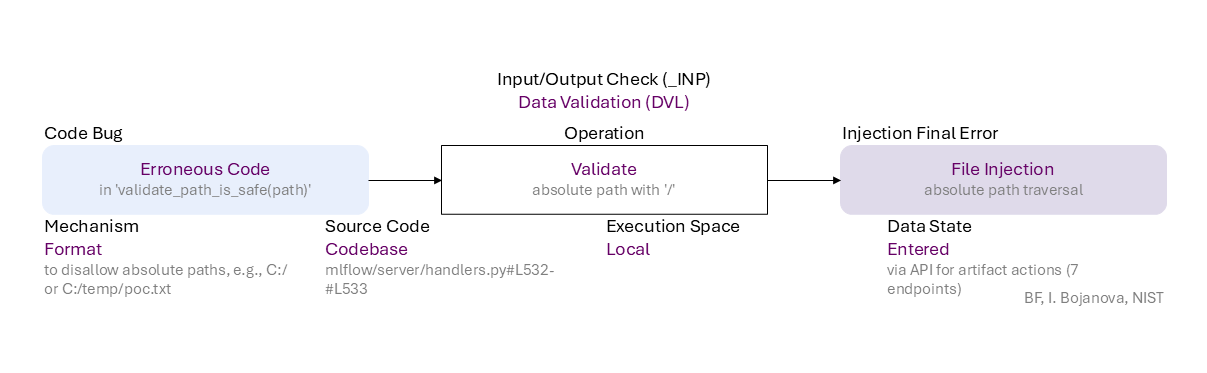 Input/Output Check (_INP)
Data Validation (DVL)
Code Bug
Operation
Injection Final Error
Erroneous Code
in 'validate_path_is_safe(path)'
Validate
absolute path with '/'
File Injection
absolute path traversal
Mechanism
Format
to disallow absolute paths, e.g., C:/
or C:/temp/poc.txt
Source Code
Codebase
mlflow/server/handlers.py#L532-
#L533
Execution Space
Local
Data State
Entered
via API for artifact actions (7
endpoints)
BF, I. Bojanova, NIST